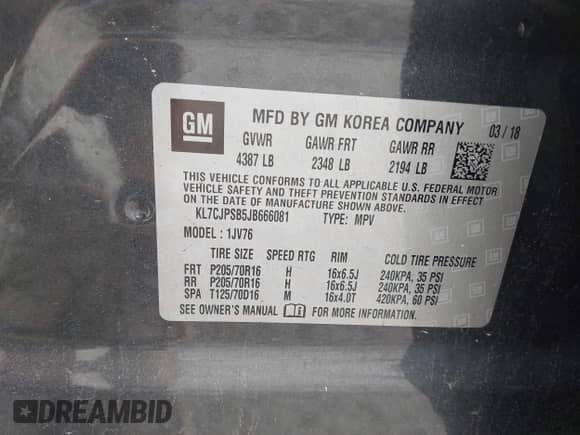 GM
MFD BY GM KOREA COMPANY 03/18
GVWR GAWR FRT GAWR RR
4387 LB 2348 LB 2194 LB
THIS VEHICLE CONFORMS TO ALL APPLICABLE U.S. FEDERAL MOTOR
VEHICLE SAFETY AND THEFT PREVENTION STANDARDS IN EFFECT
ON THE DATE OF MANUFACTURE SHOWN ABOVE.
KL7CJPSB5JB666081 TYPE: MPV
MODEL: 1JV76
TIRE SIZE SPEED RTG RIM COLD TIRE PRESSURE
FRT P205/70R16 H 16x6.5J 240KPA, 35 PSI
RR P205/70R16 H 16x6.5J 240KPA, 35 PSI
SPA T125/70D16 M 16x4.0T 420KPA, 60 PSI
SEE OWNER'S MANUAL FOR MORE INFORMATION.
DREAMBID